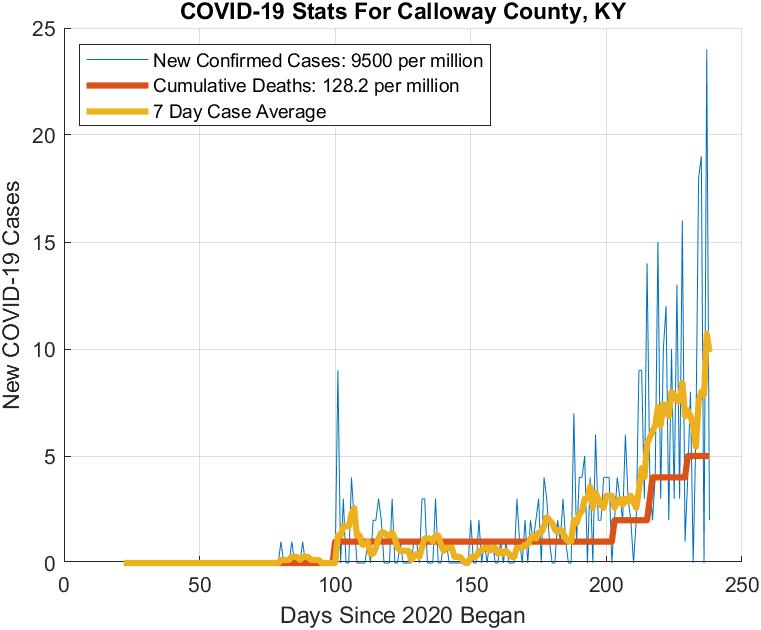 COVID-19 Stats For Calloway County, KY
New Confirmed Cases: 9500 per million
Cumulative Deaths: 128.2 per million
7 Day Case Average
New COVID-19 Cases
25
20
15
10
5
0
0 50 100 150 200 250
Days Since 2020 Began